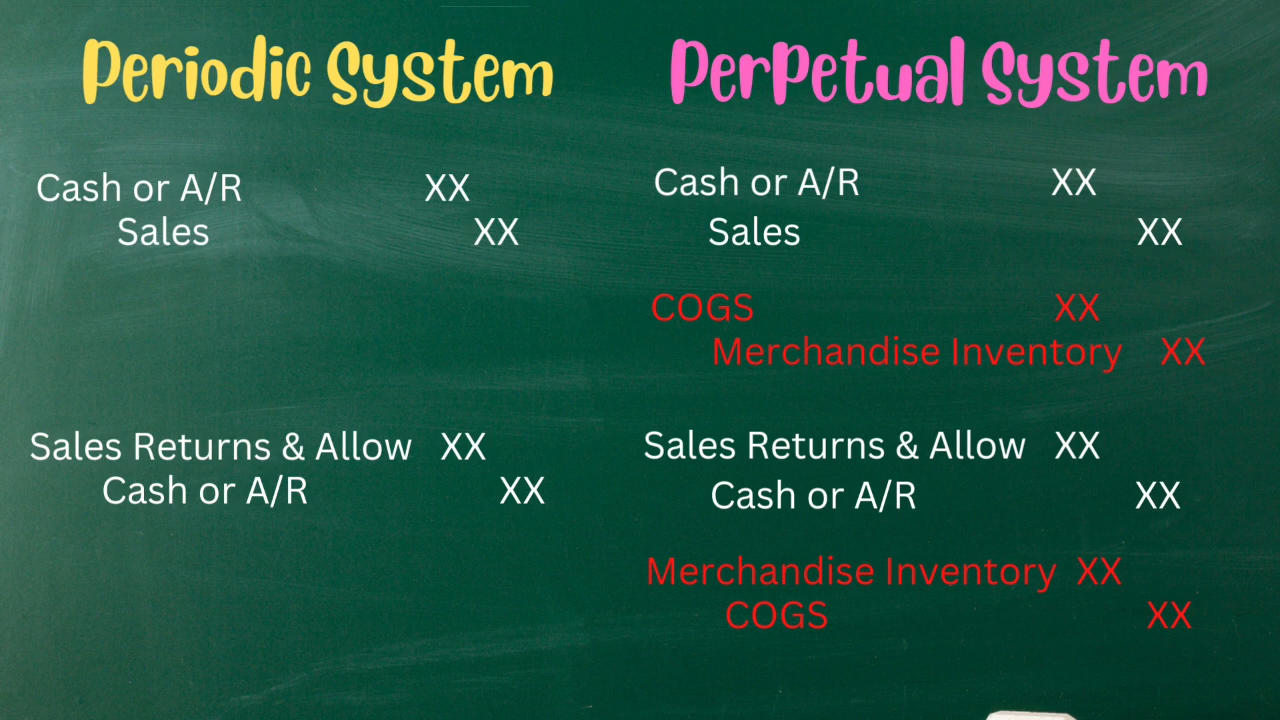 Periodic System
Cash or A/R XX
Sales XX
Sales Returns & Allow XX
Cash or A/R XX
Perpetual System
Cash or A/R XX
Sales XX
COGS XX
Merchandise Inventory XX
Sales Returns & Allow XX
Cash or A/R XX
Merchandise Inventory XX
COGS XX